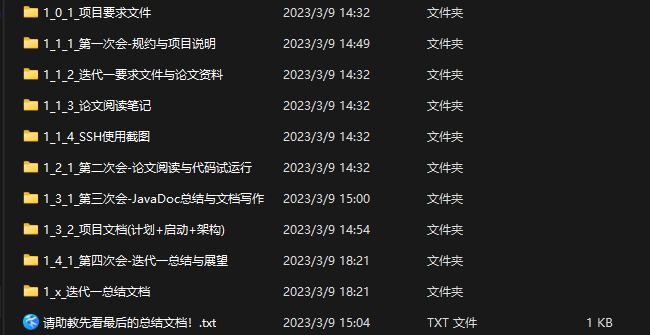 1_0_1_项目要求文件 2023/3/9 14:32 文件夹
1_1_1_第一次会-规约与项目说明 2023/3/9 14:49 文件夹
1_1_2_迭代一要求文件与论文资料 2023/3/9 14:32 文件夹
1_1_3_论文阅读笔记 2023/3/9 14:32 文件夹
1_1_4_SSH使用截图 2023/3/9 14:32 文件夹
1_2_1_第二次会-论文阅读与代码试运行 2023/3/9 14:32 文件夹
1_3_1_第三次会-JavaDoc总结与文档写作 2023/3/9 15:00 文件夹
1_3_2_项目文档(计划+启动+架构) 2023/3/9 14:54 文件夹
1_4_1_第四次会-迭代一总结与展望 2023/3/9 18:21 文件夹
1_x_迭代一总结文档 2023/3/9 18:21 文件夹
请助教先看最后的总结文档！.txt 2023/3/9 15:04 TXT 文件 1 KB